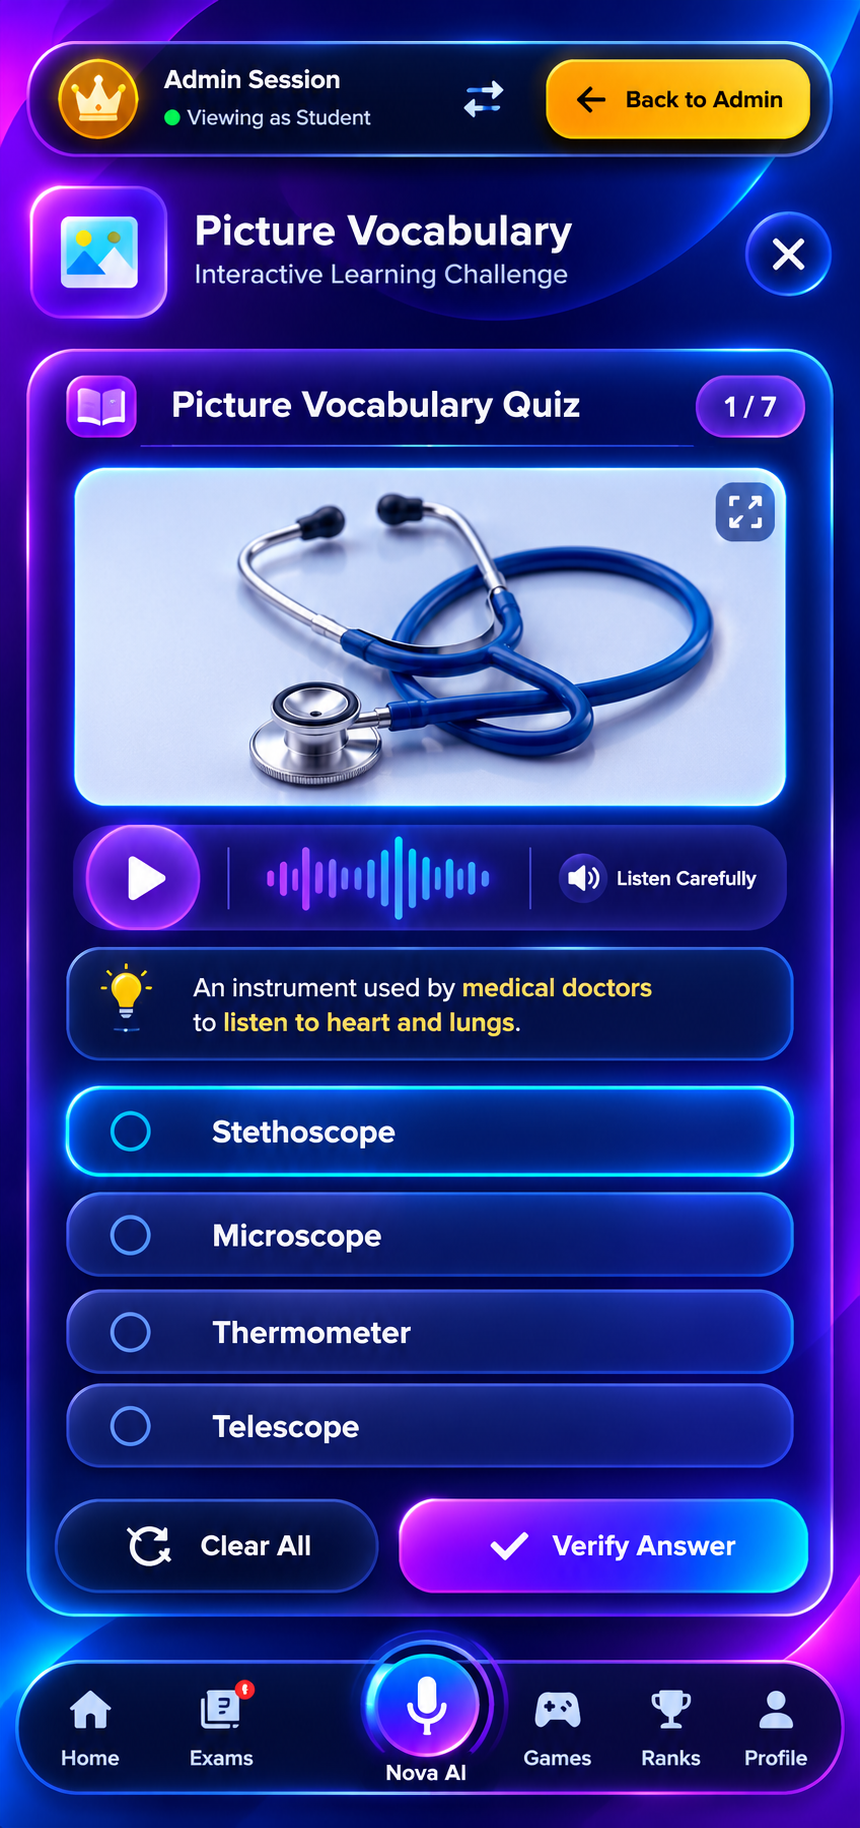 Admin Session
Viewing as Student
Back to Admin
Picture Vocabulary
Interactive Learning Challenge
Picture Vocabulary Quiz
1 / 7
Listen Carefully
An instrument used by medical doctors
to listen to heart and lungs.
Stethoscope
Microscope
Thermometer
Telescope
Clear All
Verify Answer
Home
Exams
Nova AI
Games
Ranks
Profile